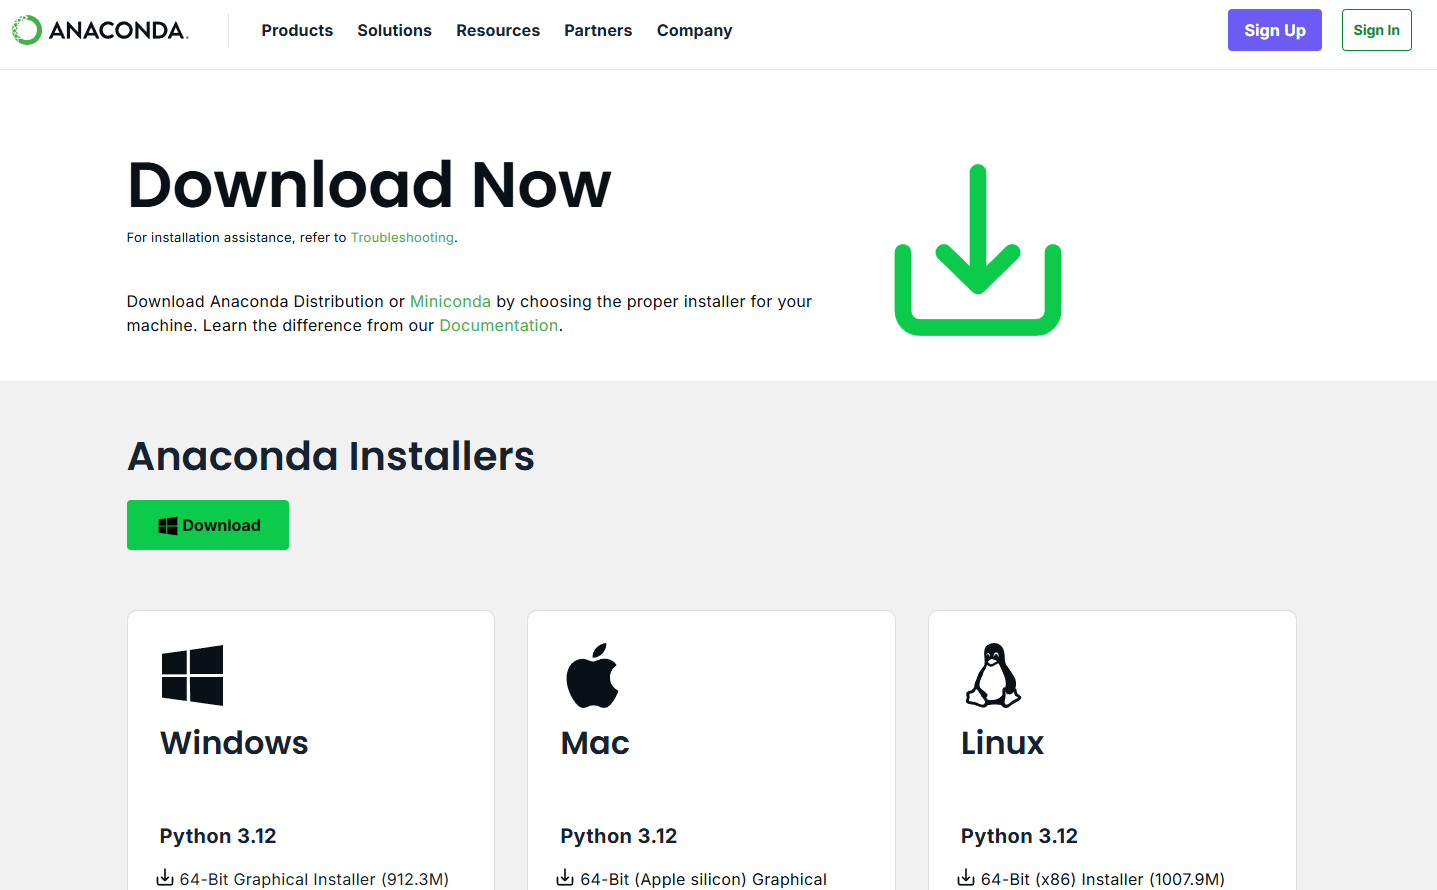 ANACONDA.
Products Solutions Resources Partners Company
Sign Up
Sign In
Download Now
For installation assistance, refer to Troubleshooting.
Download Anaconda Distribution or Miniconda by choosing the proper installer for your
machine. Learn the difference from our Documentation.
Anaconda Installers
Download
Windows
Python 3.12
64-Bit Graphical Installer (912.3M)
Mac
Python 3.12
64-Bit (Apple silicon) Graphical
Linux
Python 3.12
64-Bit (x86) Installer (1007.9M)